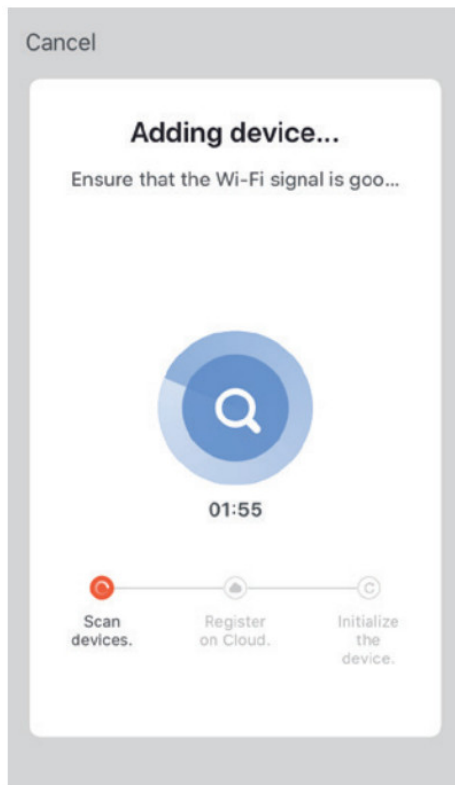 Cancel
Adding device...
Ensure that the Wi-Fi signal is goo...
01:55
Scan
devices.
Register
on Cloud.
Initialize
the
device.